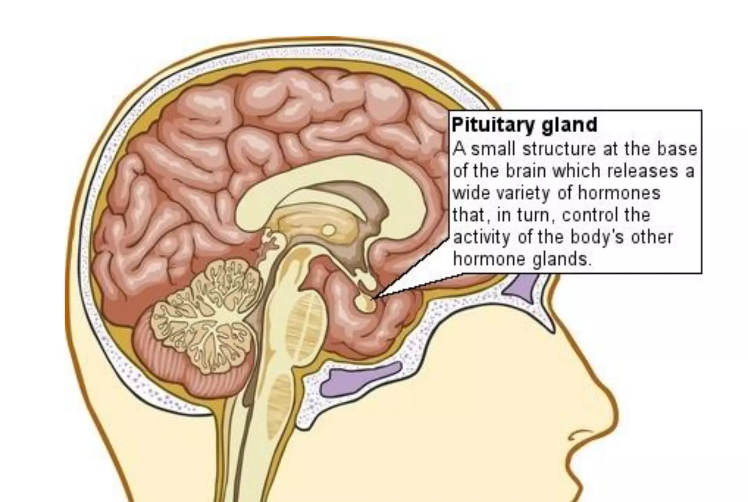 Pituitary gland
A small structure at the base
of the brain which releases a
wide variety of hormones
that, in turn, control the
activity of the body's other
hormone glands.